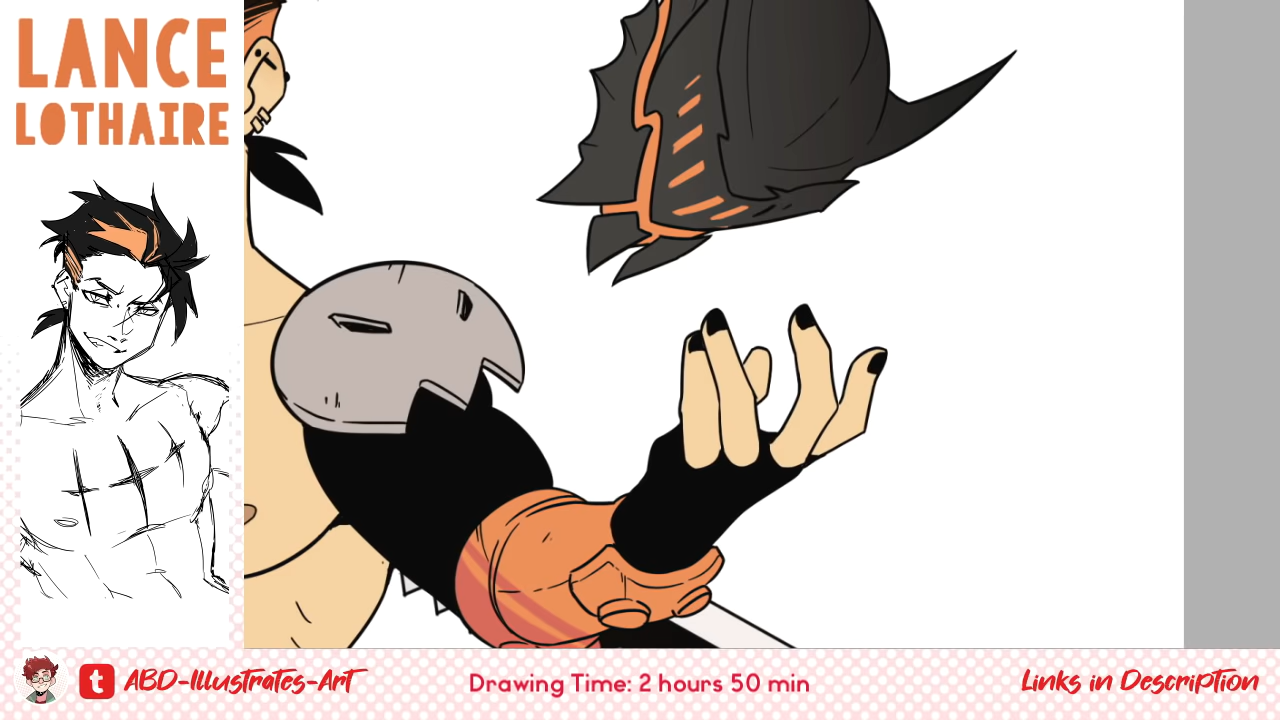 LANCE
LOTHAIRE
t ABD-Illustrates-Art
Drawing Time: 2 hours 50 min
Links in Description